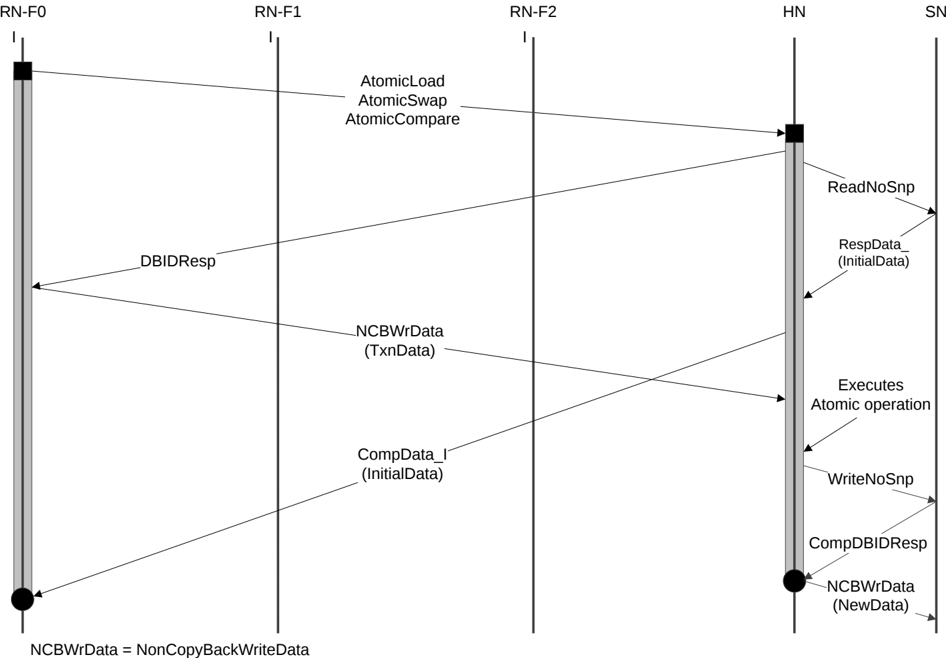 RN-F0 RN-F1 RN-F2 HN SN
I I I
AtomicLoad
AtomicSwap
AtomicCompare
ReadNoSnp
RespData_
(InitialData)
DBIDResp
NCBWrData
(TxnData)
Executes
Atomic operation
CompData_I
(InitialData)
WriteNoSnp
CompDBIDResp
NCBWrData
(NewData)
NCBWrData = NonCopyBackWriteData